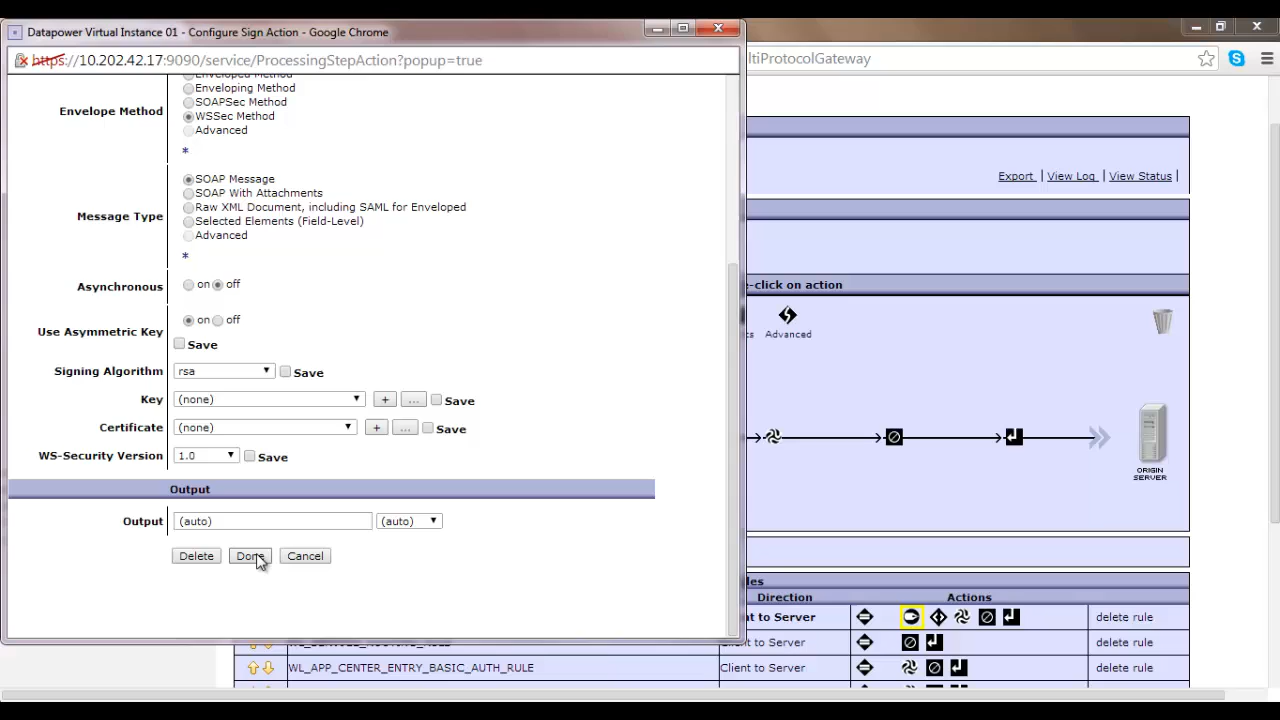 Datapower Virtual Instance 01 - Configure Sign Action - Google Chrome
https://10.202.42.17:9090/service/ProcessingStepAction?popup=true
ltiProtocolGateway
Enveloped Method
Enveloping Method
SOAPSec Method
Envelope Method
WSSec Method
Advanced
*
Export | View Log | View Status |
SOAP Message
SOAP With Attachments
Raw XML Document, including SAML for Enveloped
Message Type
Selected Elements (Field-Level)
Advanced
*
Asynchronous on off
e-click on action
on off
Use Asymmetric Key
Save
cs Advanced
Signing Algorithm rsa Save
Key (none) + ... Save
Certificate (none) + ... Save
WS-Security Version 1.0 Save
ORIGIN
SERVER
Output
Output (auto) (auto)
Delete Done Cancel
les
Direction Actions
t to Server delete rule
Client to Server delete rule
WL_APP_CENTER_ENTRY_BASIC_AUTH_RULE Client to Server delete rule